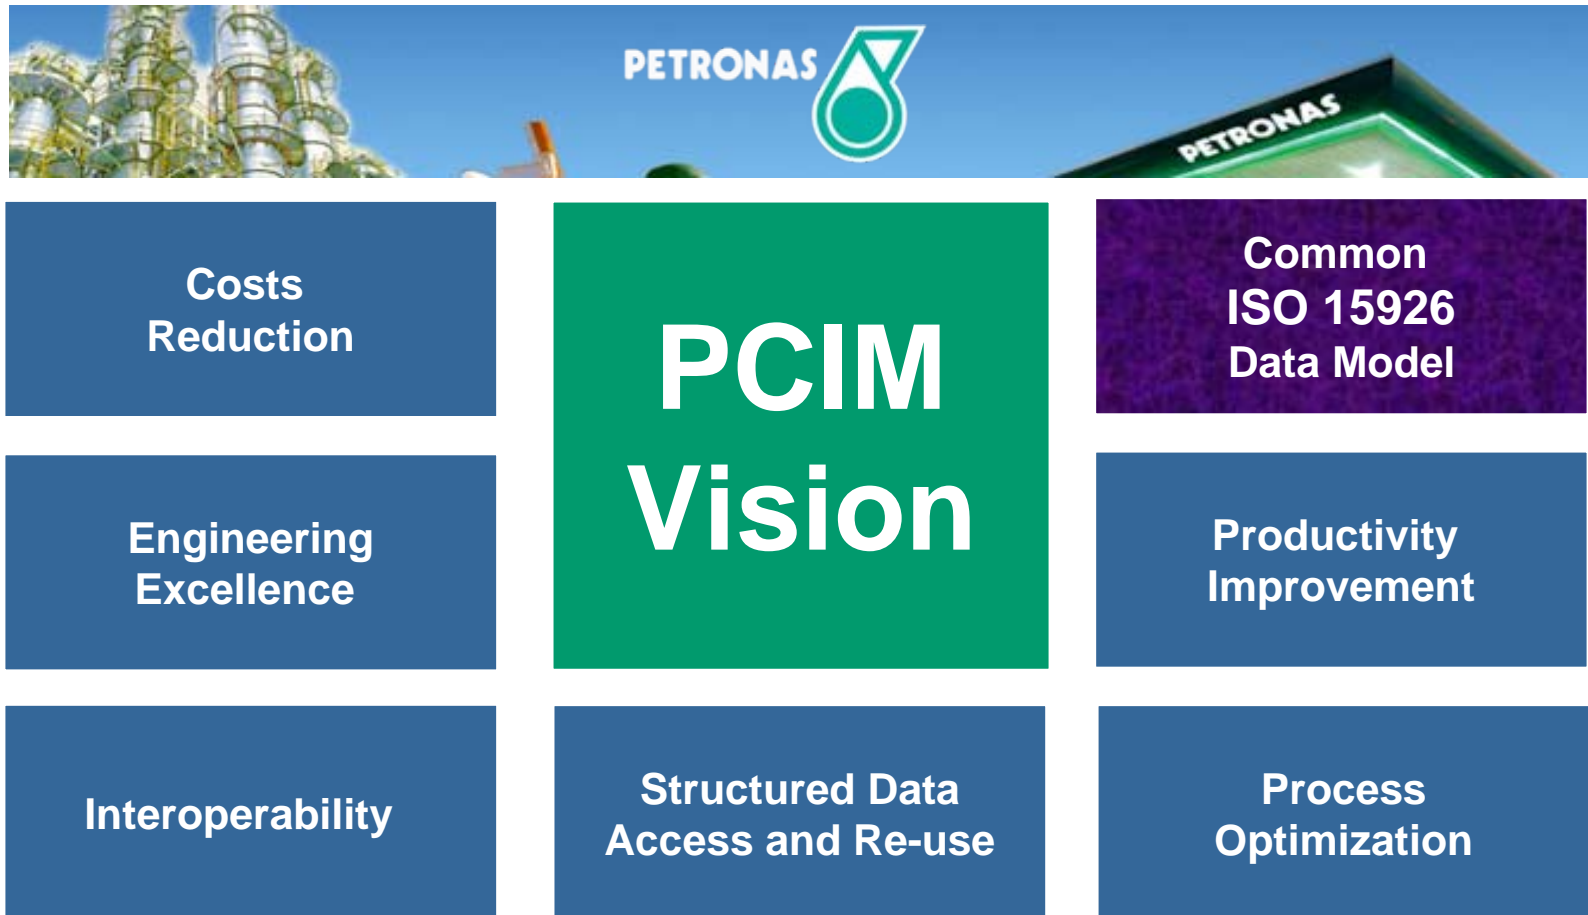 PETRONAS
PETRONAS
Costs
Reduction
PCIM
Vision
Common
ISO 15926
Data Model
Engineering
Excellence
Productivity
Improvement
Interoperability
Structured Data
Access and Re-use
Process
Optimization